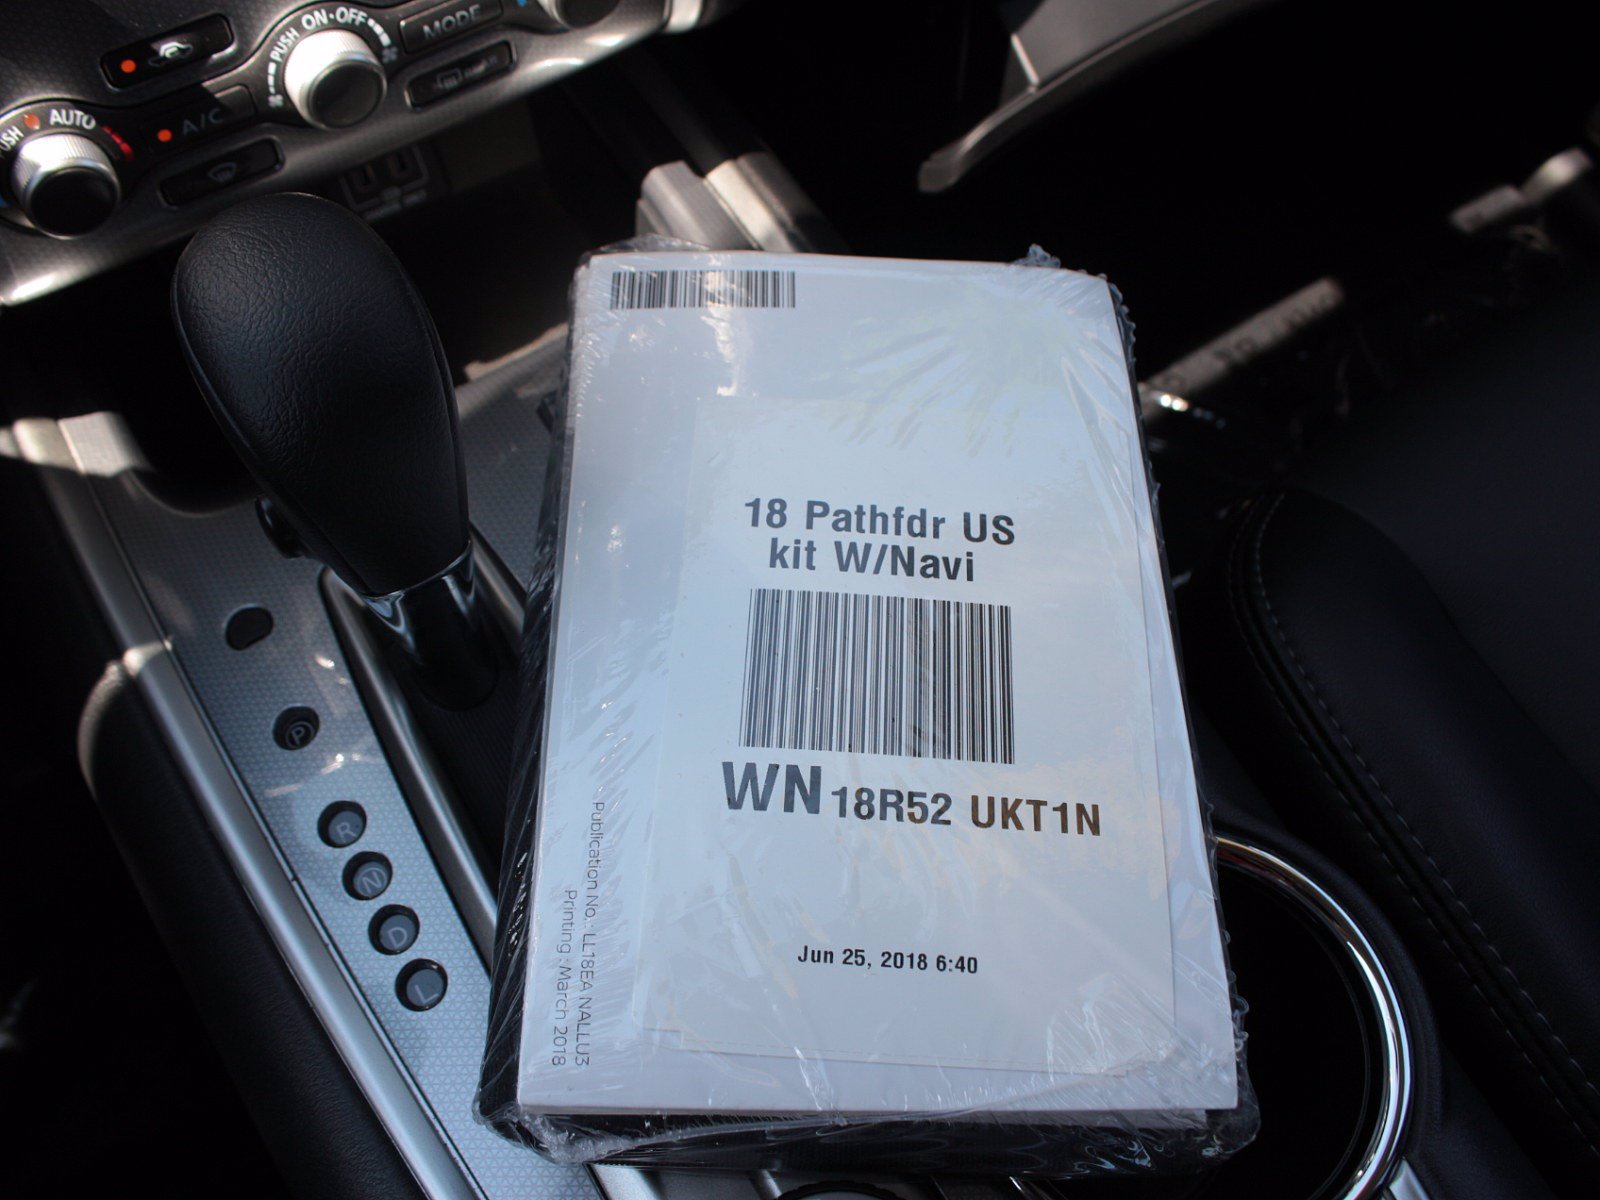 PUSH ON·OFF
MODE
PUSH AUTO
A/C
18 Pathfdr US
kit W/Navi
WN 18R52 UKT1N
Jun 25, 2018 6:40
Publication No.: LL18EA NALLU3
Printing : March 2018
P
R
N
D
L